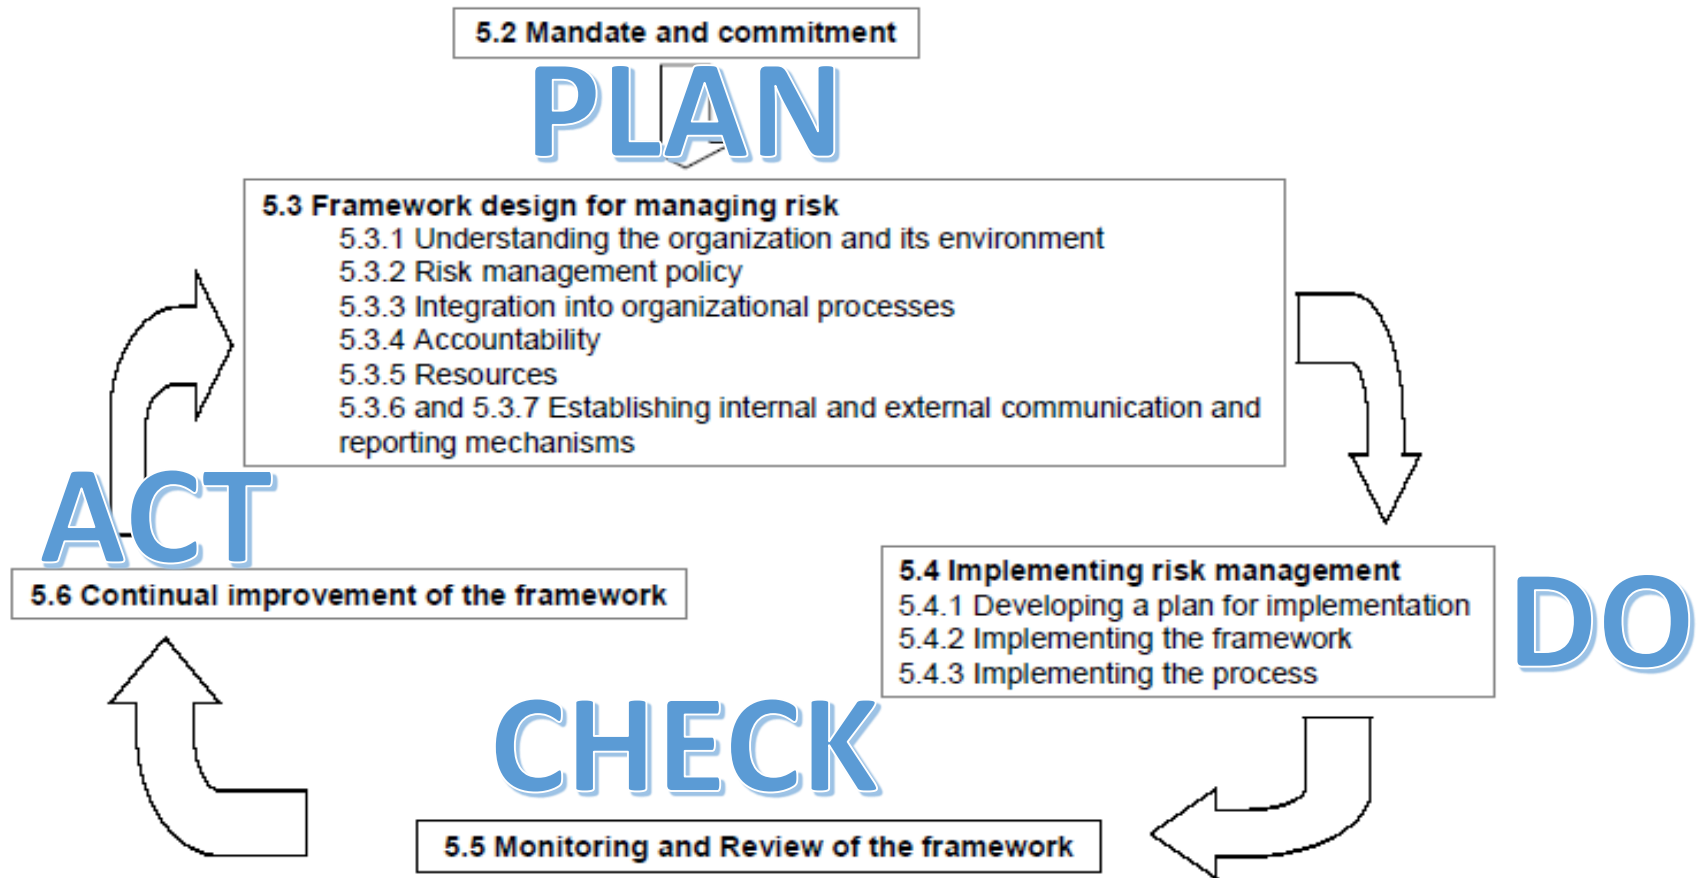 5.2 Mandate and commitment
PLAN
5.3 Framework design for managing risk
5.3.1 Understanding the organization and its environment
5.3.2 Risk management policy
5.3.3 Integration into organizational processes
5.3.4 Accountability
5.3.5 Resources
5.3.6 and 5.3.7 Establishing internal and external communication and
reporting mechanisms
ACT
5.6 Continual improvement of the framework
5.4 Implementing risk management
5.4.1 Developing a plan for implementation
5.4.2 Implementing the framework
5.4.3 Implementing the process
DO
CHECK
5.5 Monitoring and Review of the framework